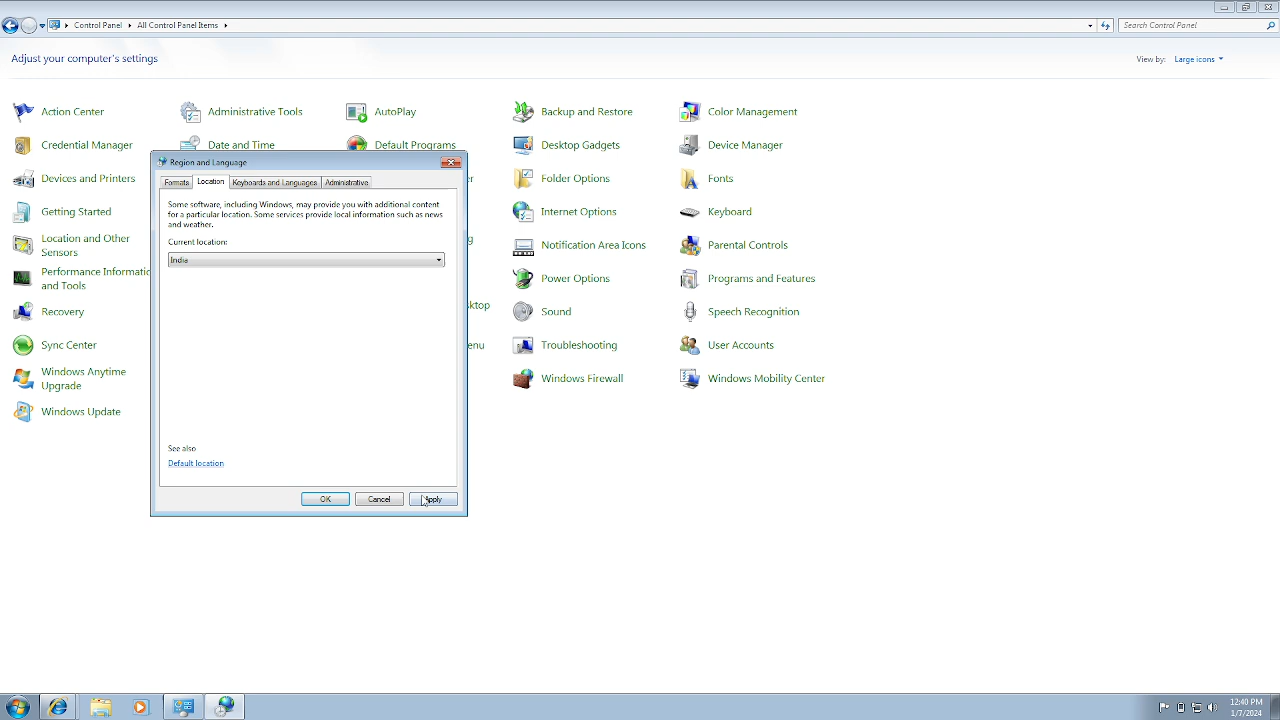 Control Panel
All Control Panel Items
Search Control Panel
Adjust your computer's settings
View by: Large icons
Action Center
Administrative Tools
AutoPlay
Backup and Restore
Color Management
Credential Manager
Date and Time
Default Programs
Desktop Gadgets
Device Manager
Devices and Printers
Folder Options
Fonts
Getting Started
Internet Options
Keyboard
Location and Other
Sensors
Notification Area Icons
Parental Controls
and Tools
Power Options
Programs and Features
Recovery
Sound
Speech Recognition
Sync Center
Troubleshooting
User Accounts
Windows Anytime
Upgrade
Windows Firewall
Windows Mobility Center
Windows Update
Region and Language
Formats
Location
Keyboards and Languages
Administrative
Some software, including Windows, may provide you with additional content
for a particular location. Some services provide local information such as news
and weather.
Current location:
India
See also
Default location
OK
Cancel
Apply
12:40 PM
1/7/2024